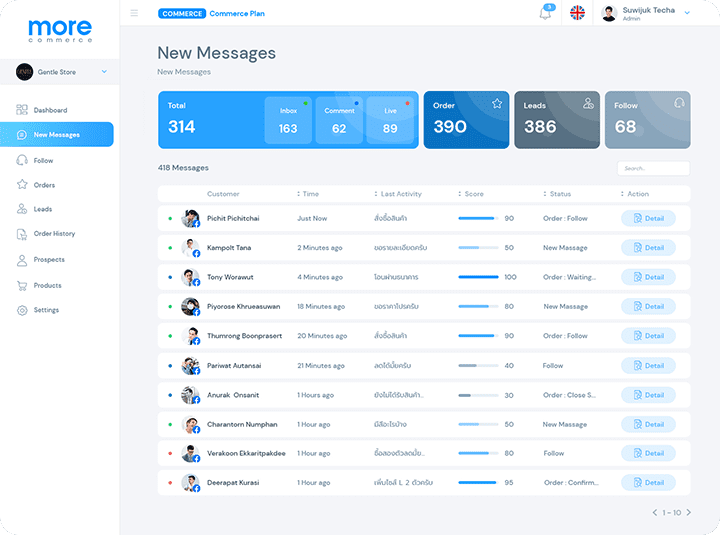 more
commerce
COMMERCE Commerce Plan
3
Suwijuk Techa
Admin
Gentle Store
Dashboard
New Messages
Follow
Orders
Leads
Order History
Prospects
Products
Settings
New Messages
New Messages
Total
314
Inbox
163
Comment
62
Live
89
Order
390
Leads
386
Follow
68
418 Messages
Search..
Customer Time Last Activity Score Status Action
Pichit Pichitchai Just Now สั่งซื้อสินค้า 90 Order : Follow Detail
Kampolt Tana 2 Minutes ago ขอรายละเอียดครับ 50 New Massage Detail
Tony Worawut 4 Minutes ago โอนผ่านธนาคาร 100 Order : Waiting... Detail
Piyorose Khrueasuwan 18 Minutes ago ขอราคาโปรครับ 80 New Massage Detail
Thumrong Boonprasert 20 Minutes ago สั่งซื้อสินค้า 90 Order : Follow Detail
Pariwat Autansai 21 Minutes ago ลดได้มั้ยครับ 40 Follow Detail
Anurak Onsanit 1 Hours ago ยังไม่ได้รับสินค้า.. 30 Order : Close S... Detail
Charantorn Numphan 1 Hour ago มีสีอะไรบ้าง 50 New Massage Detail
Verakoon Ekkaritpakdee 1 Hour ago ซื้อสองตัวลดมั้ย.. 80 Follow Detail
Deerapat Kurasi 1 Hour ago เพิ่มไซส์ L 2 ตัวครับ 95 Order : Confirm... Detail
1 - 10